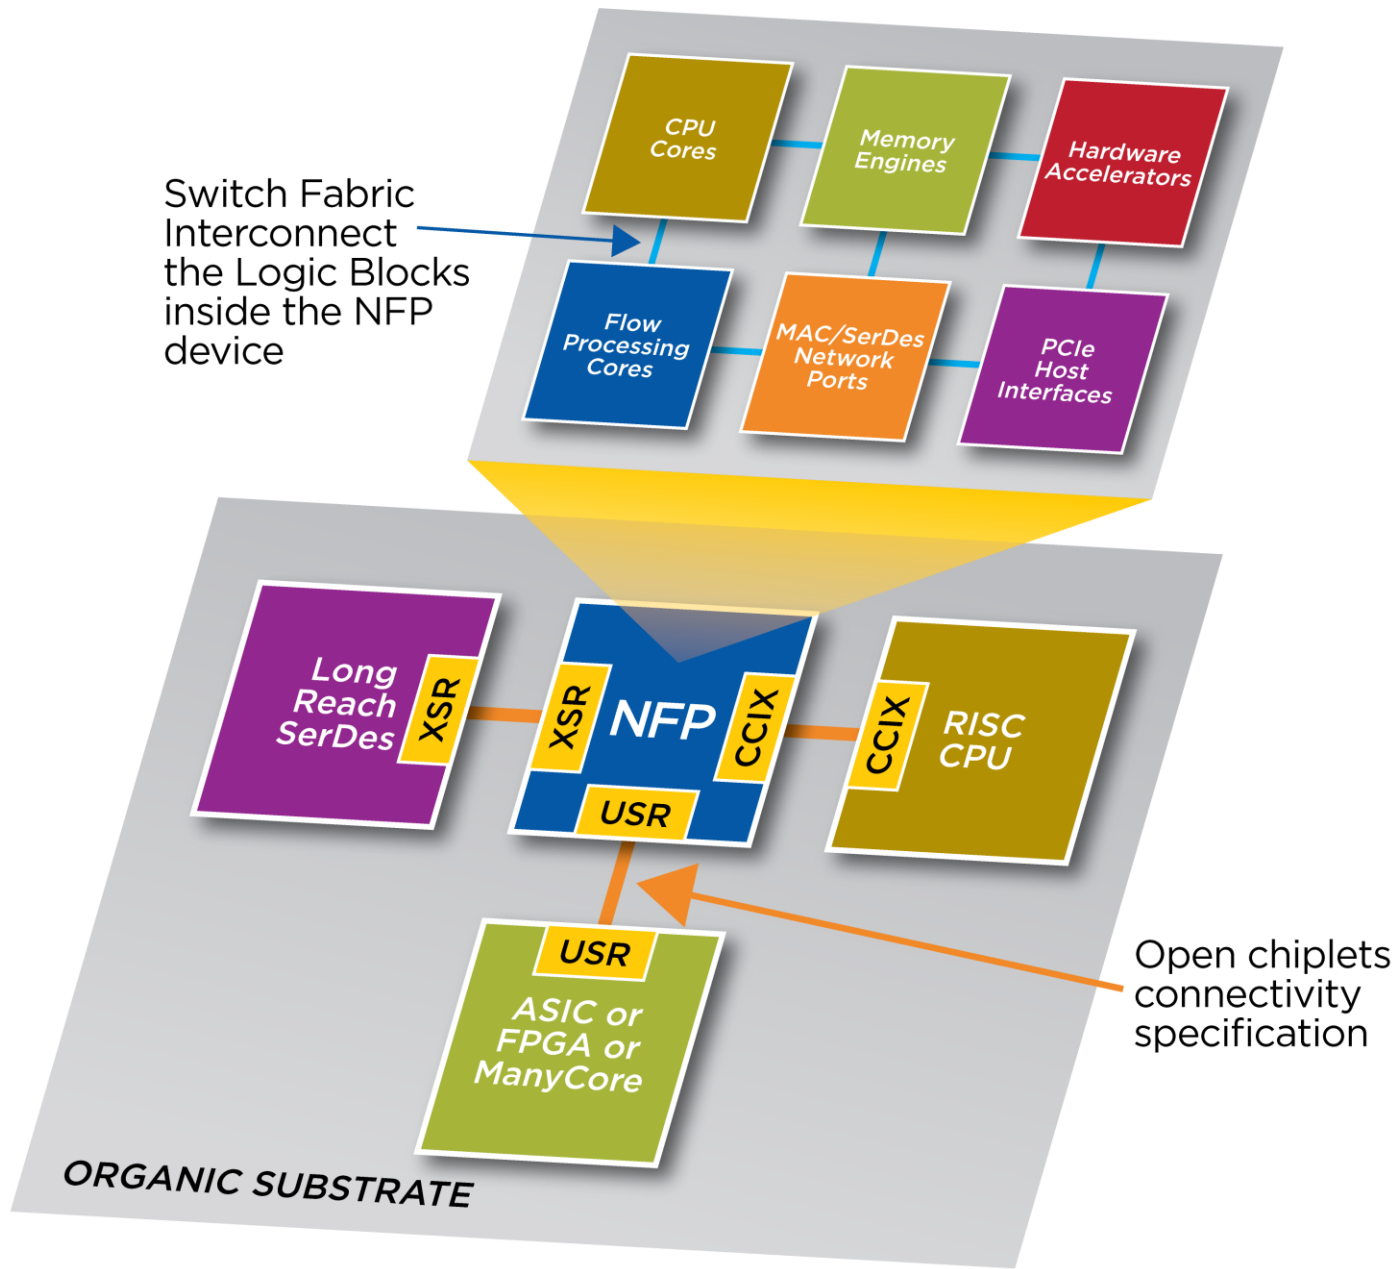 CPU
Cores
Memory
Engines
Hardware
Accelerators
Switch Fabric
Interconnect
the Logic Blocks
inside the NFP
device
Flow
Processing
Cores
MAC/SerDes
Network
Ports
PCIe
Host
Interfaces
Long
Reach
SerDes
XSR
XSR
NFP
CCIX
USR
CCIX
RISC
CPU
USR
ASIC or
FPGA or
ManyCore
Open chiplets
connectivity
specification
ORGANIC SUBSTRATE